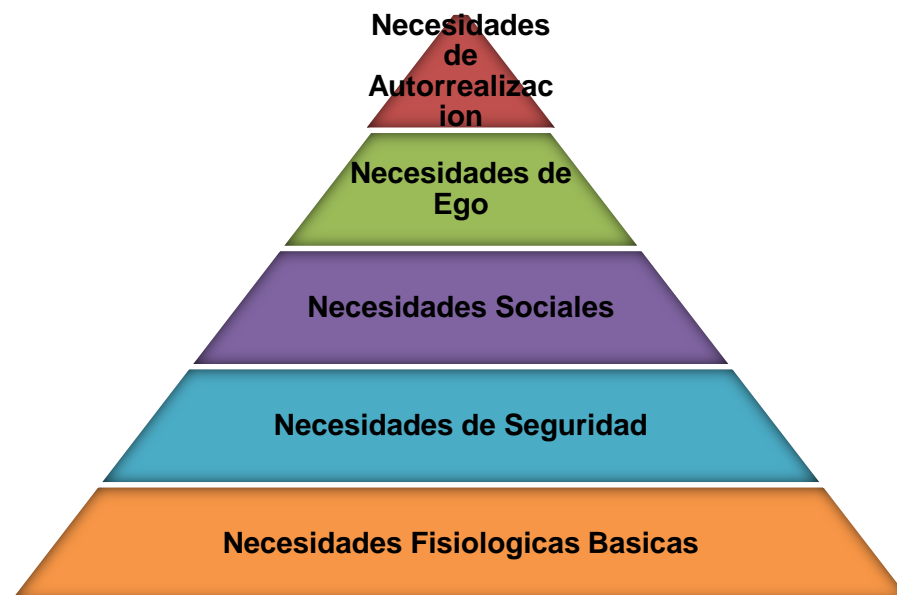 Necesidades
de
Autorrealizac
ion
Necesidades de
Ego
Necesidades Sociales
Necesidades de Seguridad
Necesidades Fisiologicas Basicas